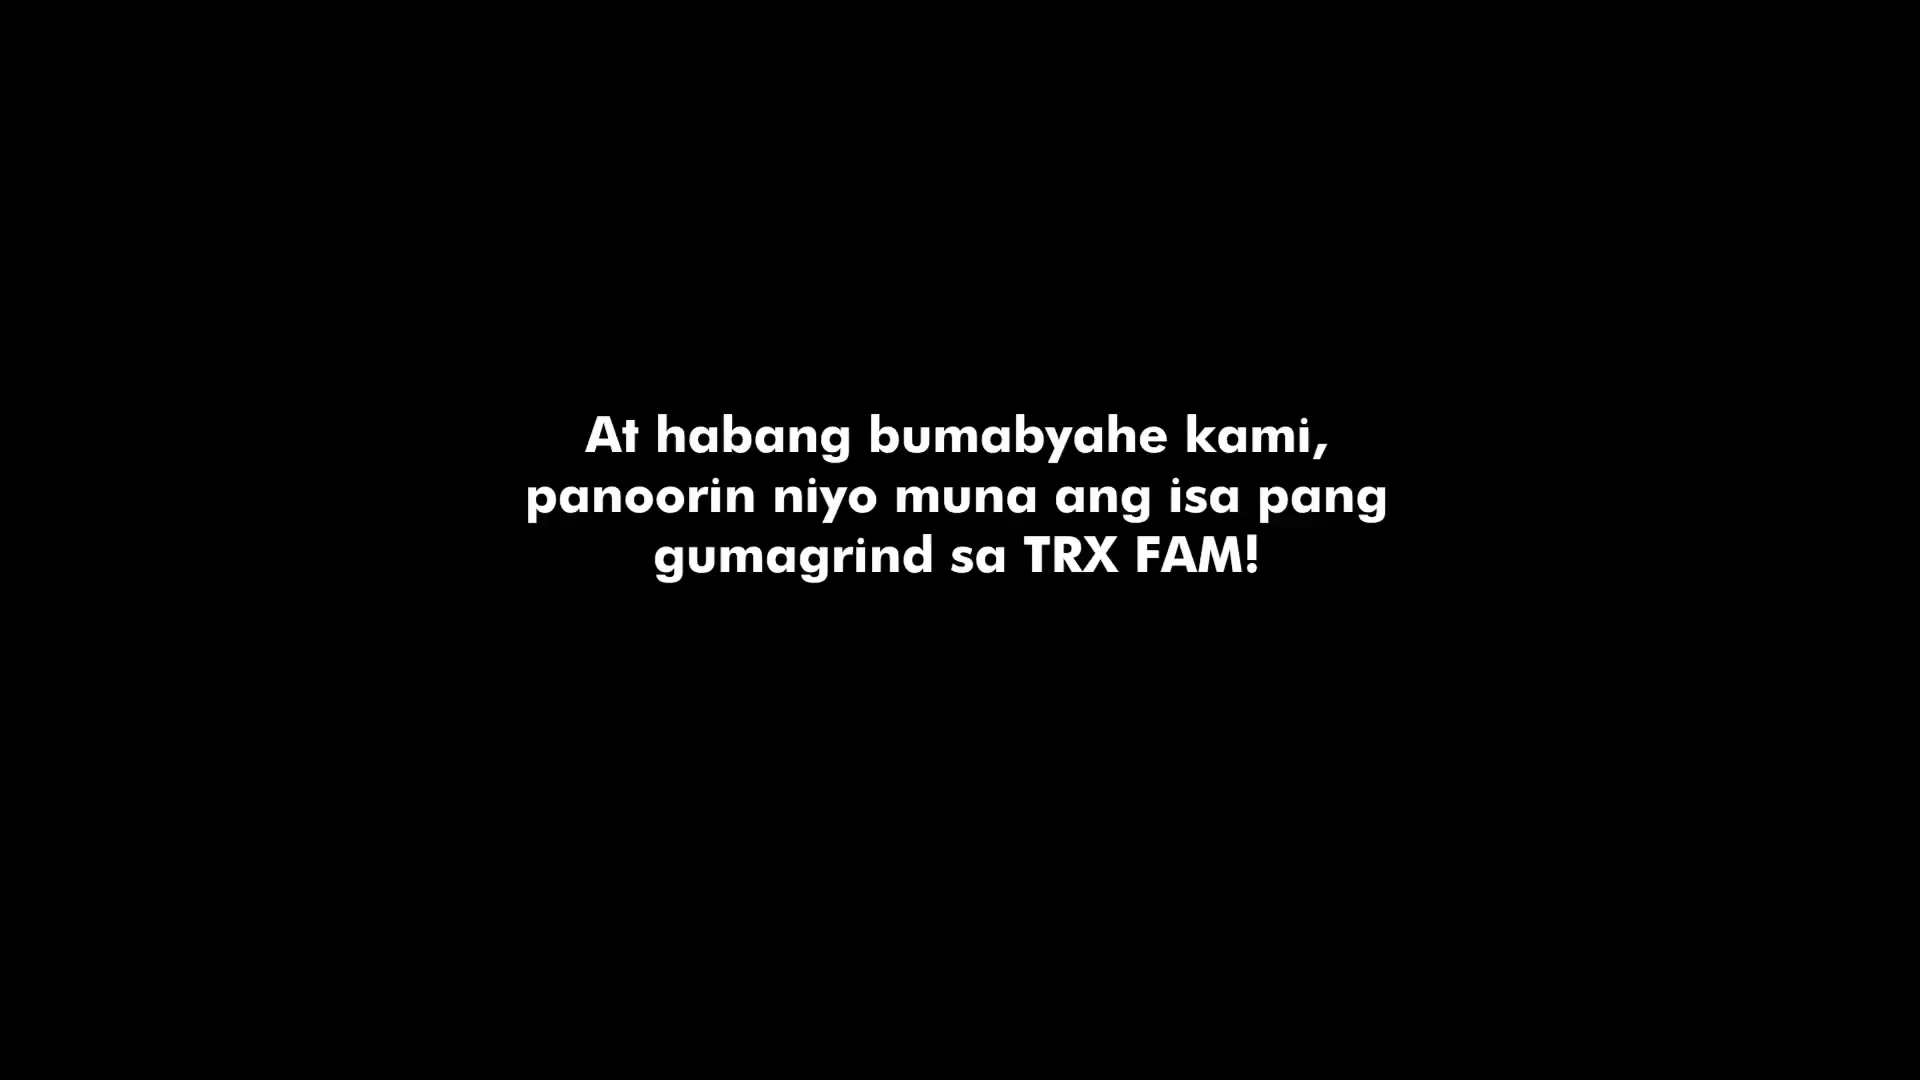 At habang bumabyahe kami,
panoorin niyo muna ang isa pang
gumagrind sa TRX FAM!